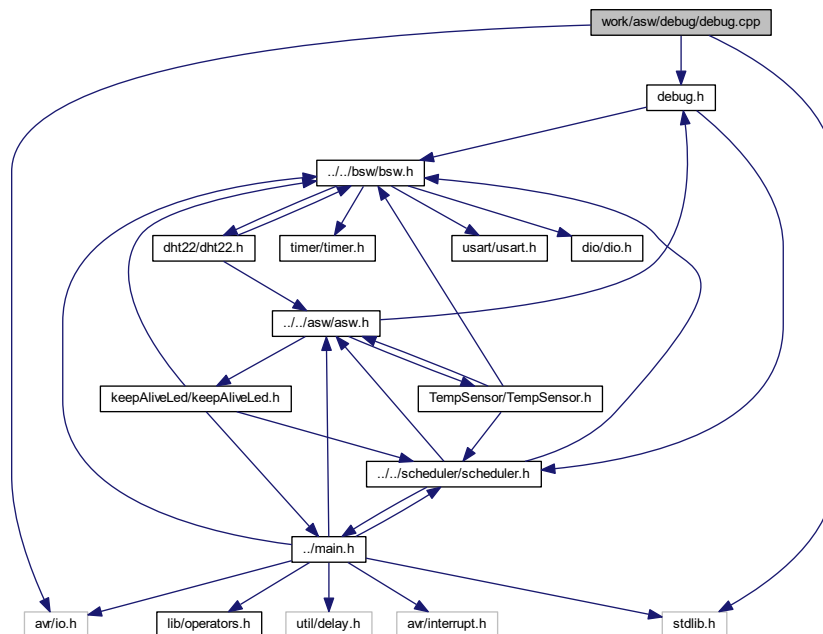 work/asw/debug/debug.cpp
debug.h
../../bsw/bsw.h
dht22/dht22.h
timer/timer.h
usart/usart.h
dio/dio.h
../../asw/asw.h
keepAliveLed/keepAliveLed.h
TempSensor/TempSensor.h
../../scheduler/scheduler.h
../main.h
avr/io.h
lib/operators.h
util/delay.h
avr/interrupt.h
stdlib.h